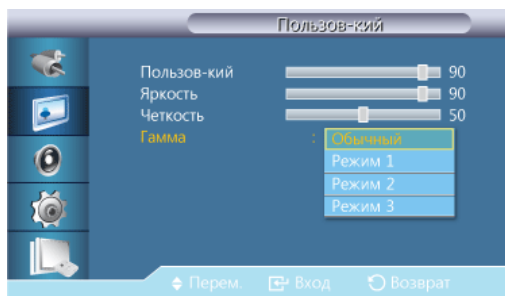 Пользов-кий
Пользов-кий 90
Яркость 90
Четкость 50
Гамма : Обычный
Режим 1
Режим 2
Режим 3
Перем. Вход Возврат